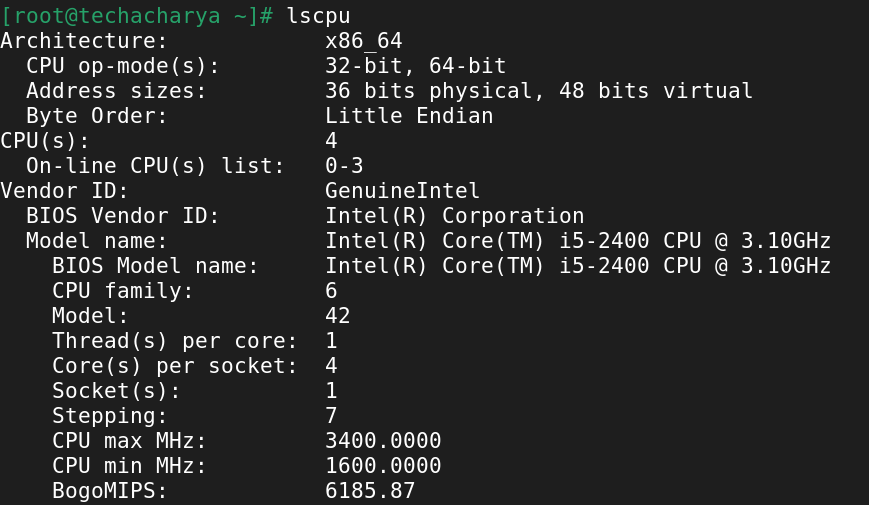 [root@techacharya ~]# lscpu
Architecture:            x86_64
  CPU op-mode(s):        32-bit, 64-bit
  Address sizes:         36 bits physical, 48 bits virtual
  Byte Order:            Little Endian
CPU(s):                  4
  On-line CPU(s) list:   0-3
Vendor ID:               GenuineIntel
  BIOS Vendor ID:        Intel(R) Corporation
  Model name:            Intel(R) Core(TM) i5-2400 CPU @ 3.10GHz
    BIOS Model name:     Intel(R) Core(TM) i5-2400 CPU @ 3.10GHz
    CPU family:          6
    Model:               42
    Thread(s) per core:  1
    Core(s) per socket:  4
    Socket(s):           1
    Stepping:            7
    CPU max MHz:         3400.0000
    CPU min MHz:         1600.0000
    BogoMIPS:            6185.87